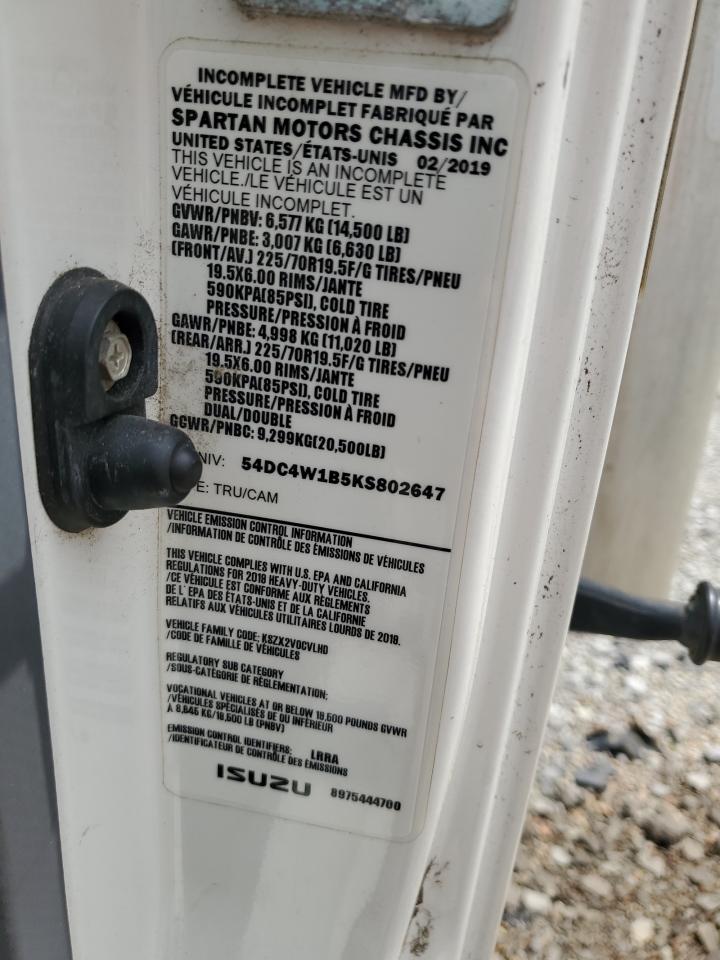 INCOMPLETE VEHICLE MFD BY/
VÉHICULE INCOMPLET FABRIQUÉ PAR
SPARTAN MOTORS CHASSIS INC
UNITED STATES/ÉTATS-UNIS 02/2019
THIS VEHICLE IS AN INCOMPLETE
VEHICLE./LE VÉHICULE EST UN
VÉHICULE INCOMPLET.
GVWR/PNBV: 6,577 KG (14,500 LB)
GAWR/PNBE: 3,007 KG (6,630 LB)
(FRONT/AV.) 225/70R19.5F/G TIRES/PNEU
19.5X6.00 RIMS/JANTE
590KPA(85PSI), COLD TIRE
PRESSURE/PRESSION À FROID
GAWR/PNBE: 4,998 KG (11,020 LB)
(REAR/ARR.) 225/70R19.5F/G TIRES/PNEU
19.5X6.00 RIMS/JANTE
590KPA(85PSI), COLD TIRE
PRESSURE/PRESSION À FROID
DUAL/DOUBLE
GCWR/PNBC: 9,299KG(20,500LB)
NIV: 54DC4W1B5KS802647
E: TRU/CAM
VEHICLE EMISSION CONTROL INFORMATION
/INFORMATION DE CONTRÔLE DES ÉMISSIONS DE VÉHICULES
THIS VEHICLE COMPLIES WITH U.S. EPA AND CALIFORNIA
REGULATIONS FOR 2019 HEAVY-DUTY VEHICLES.
/CE VÉHICULE EST CONFORME AUX RÈGLEMENTS
DE L'EPA DES ÉTATS-UNIS ET DE LA CALIFORNIE
RELATIFS AUX VÉHICULES UTILITAIRES LOURDS DE 2019.
VEHICLE FAMILY CODE: KSZX2VOCVLHD
/CODE DE FAMILLE DE VÉHICULES
REGULATORY SUB CATEGORY
/SOUS-CATÉGORIE DE RÉGLEMENTATION:
VOCATIONAL VEHICLES AT OR BELOW 19,500 POUNDS GVWR
/VÉHICULES SPÉCIALISÉS DE OU INFÉRIEUR
À 8,845 KG/19,500 LB (PNBV)
EMISSION CONTROL IDENTIFIERS: LRRA
/IDENTIFICATEUR DE CONTRÔLE DES ÉMISSIONS
ISUZU 8975444700